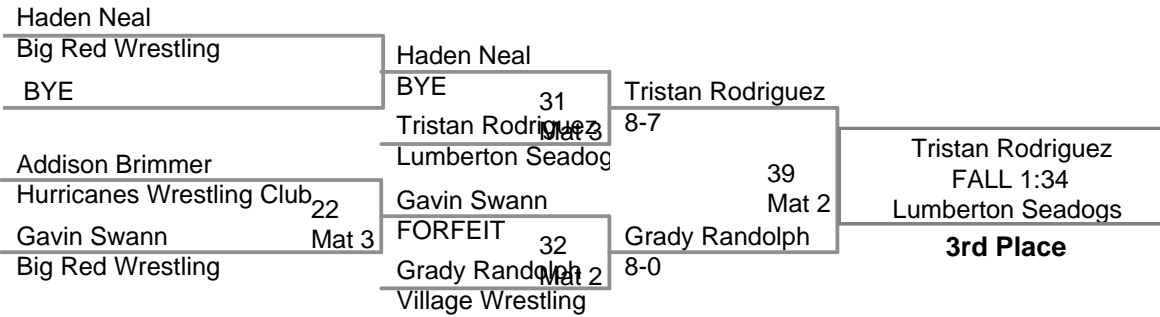 Haden Neal
Big Red Wrestling
BYE
Addison Brimmer
Hurricanes Wrestling Club
22
Mat 3
Gavin Swann
Big Red Wrestling
Haden Neal
BYE
31
Mat 3
Tristan Rodriguez
Lumberton Seadog
Gavin Swann
FORFEIT
32
Mat 2
Grady Randolph
Village Wrestling
Tristan Rodriguez
8-7
39
Mat 2
Grady Randolph
8-0
Tristan Rodriguez
FALL 1:34
Lumberton Seadogs
3rd Place